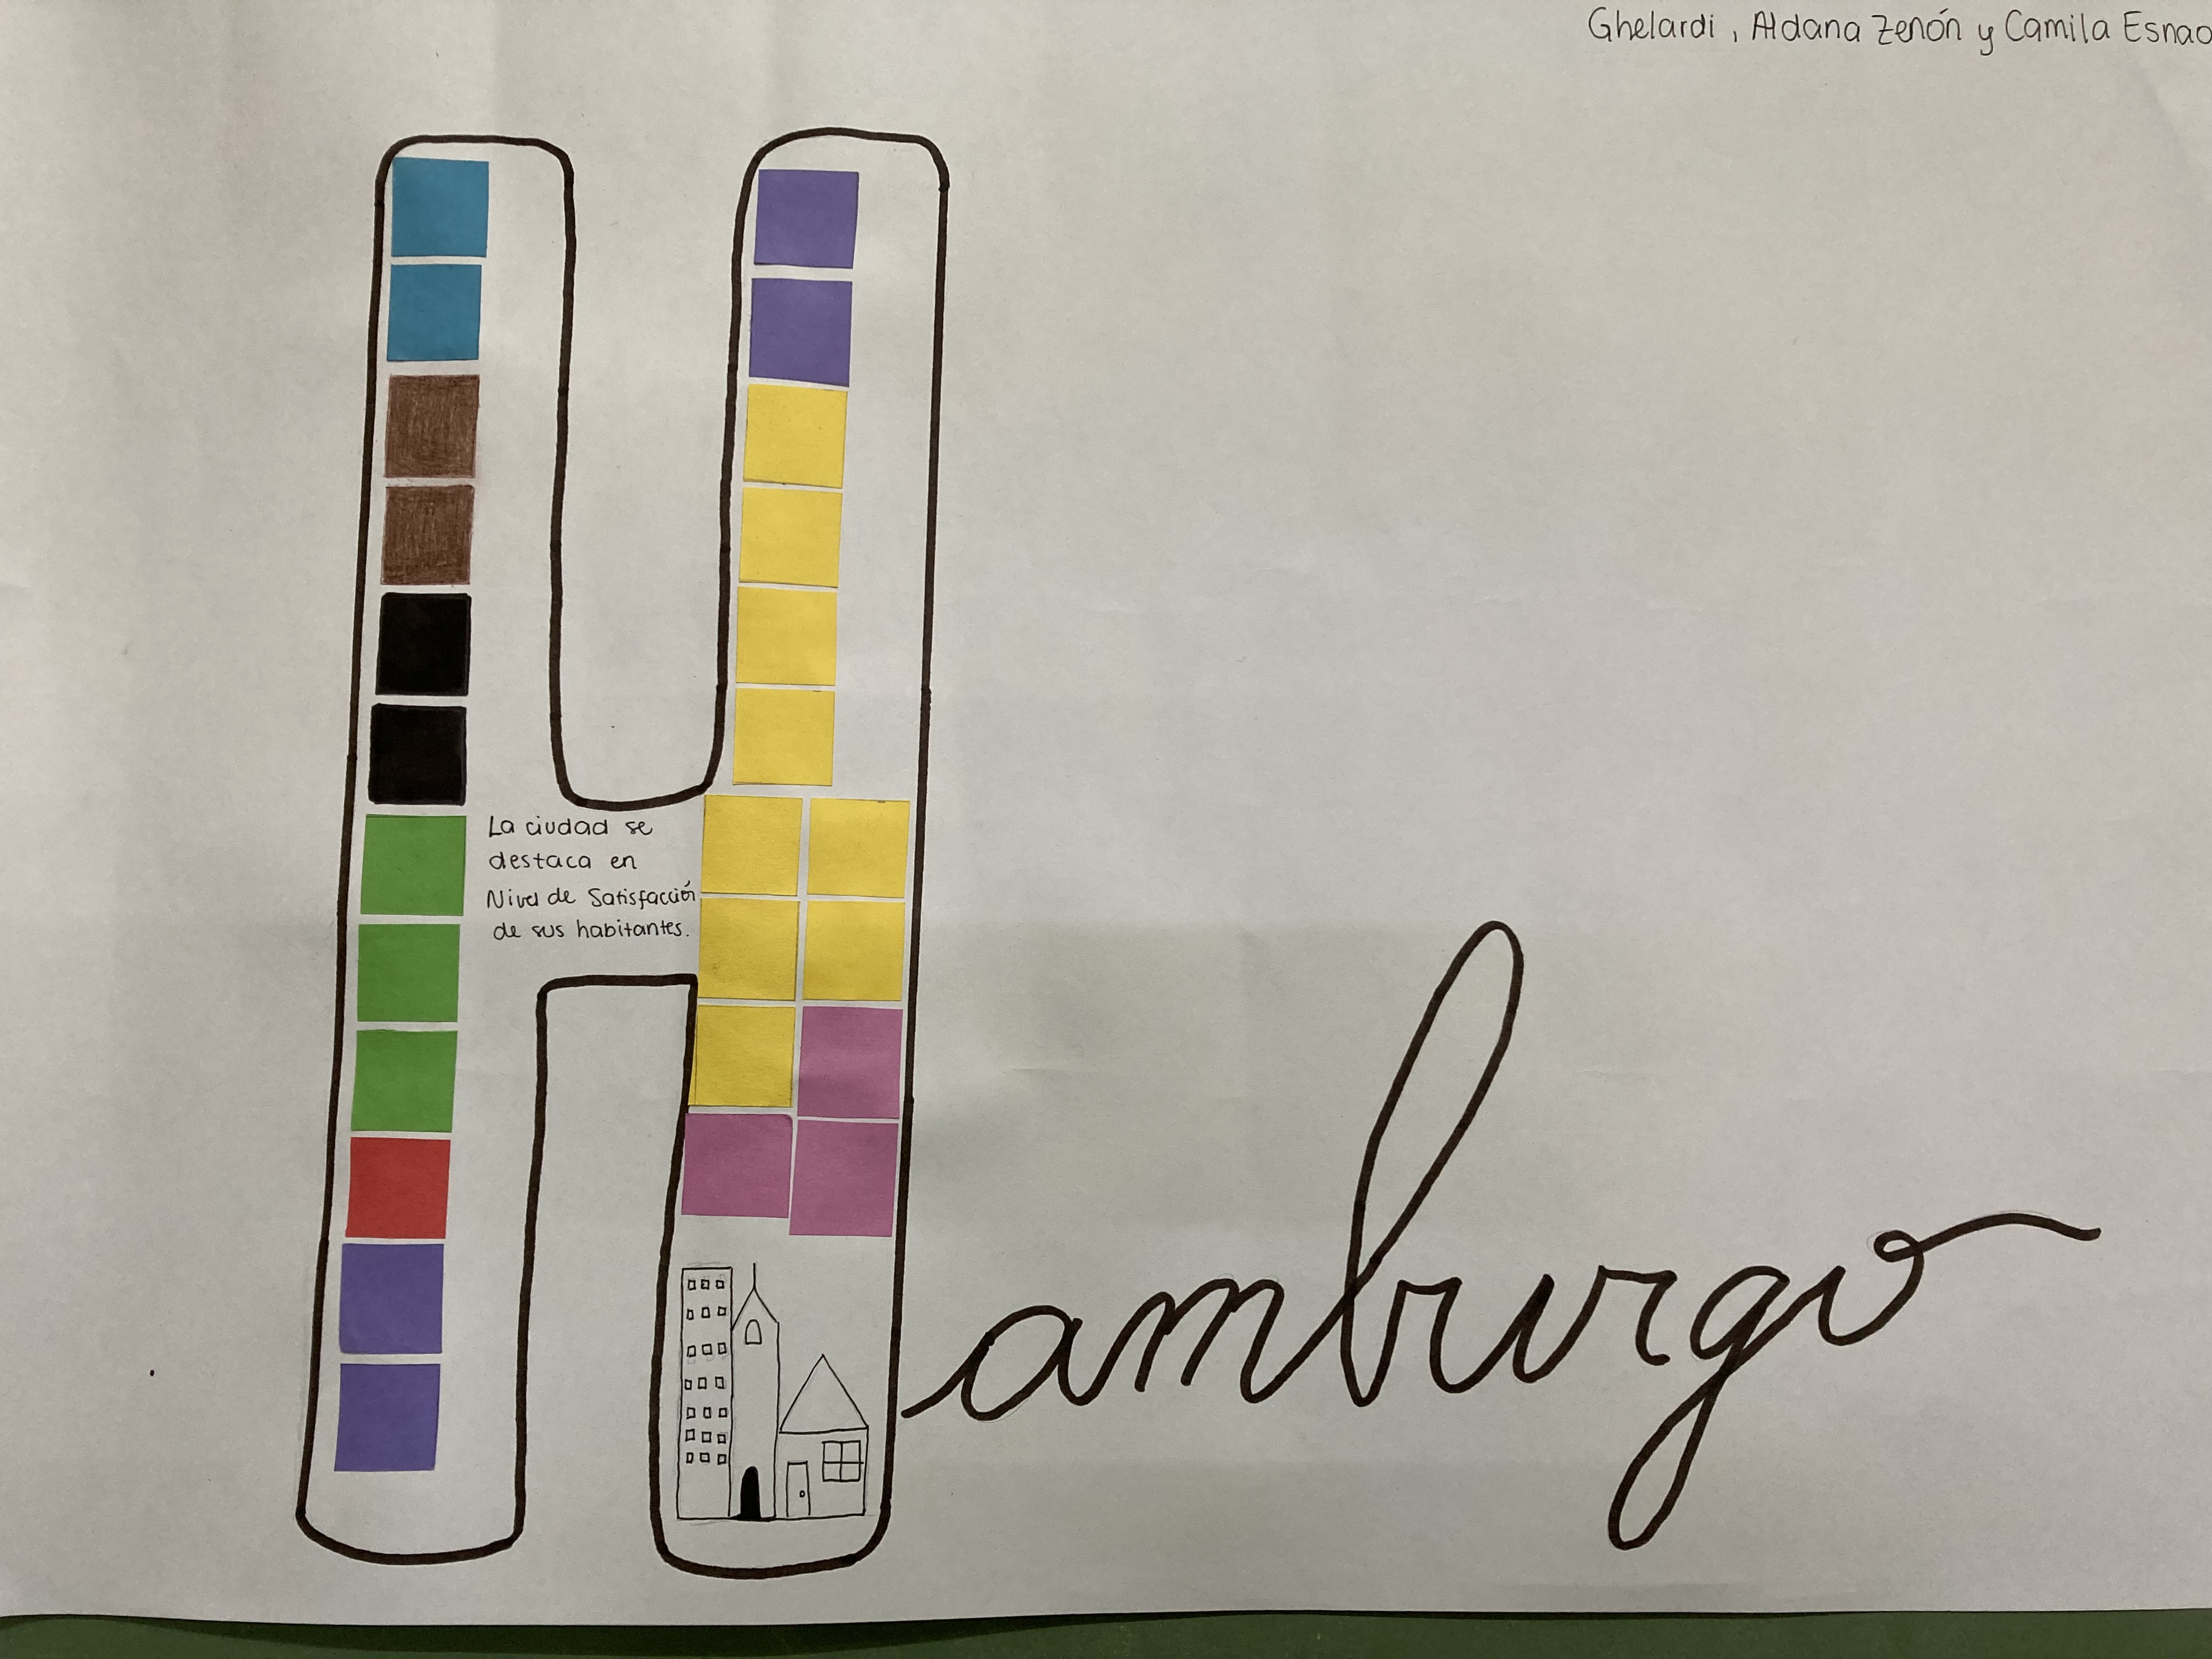 Ghelardi, Aldana Zenón y Camila Esnao
La ciudad se
destaca en
Nivel de Satisfacción
de sus habitantes.
Hamburgo